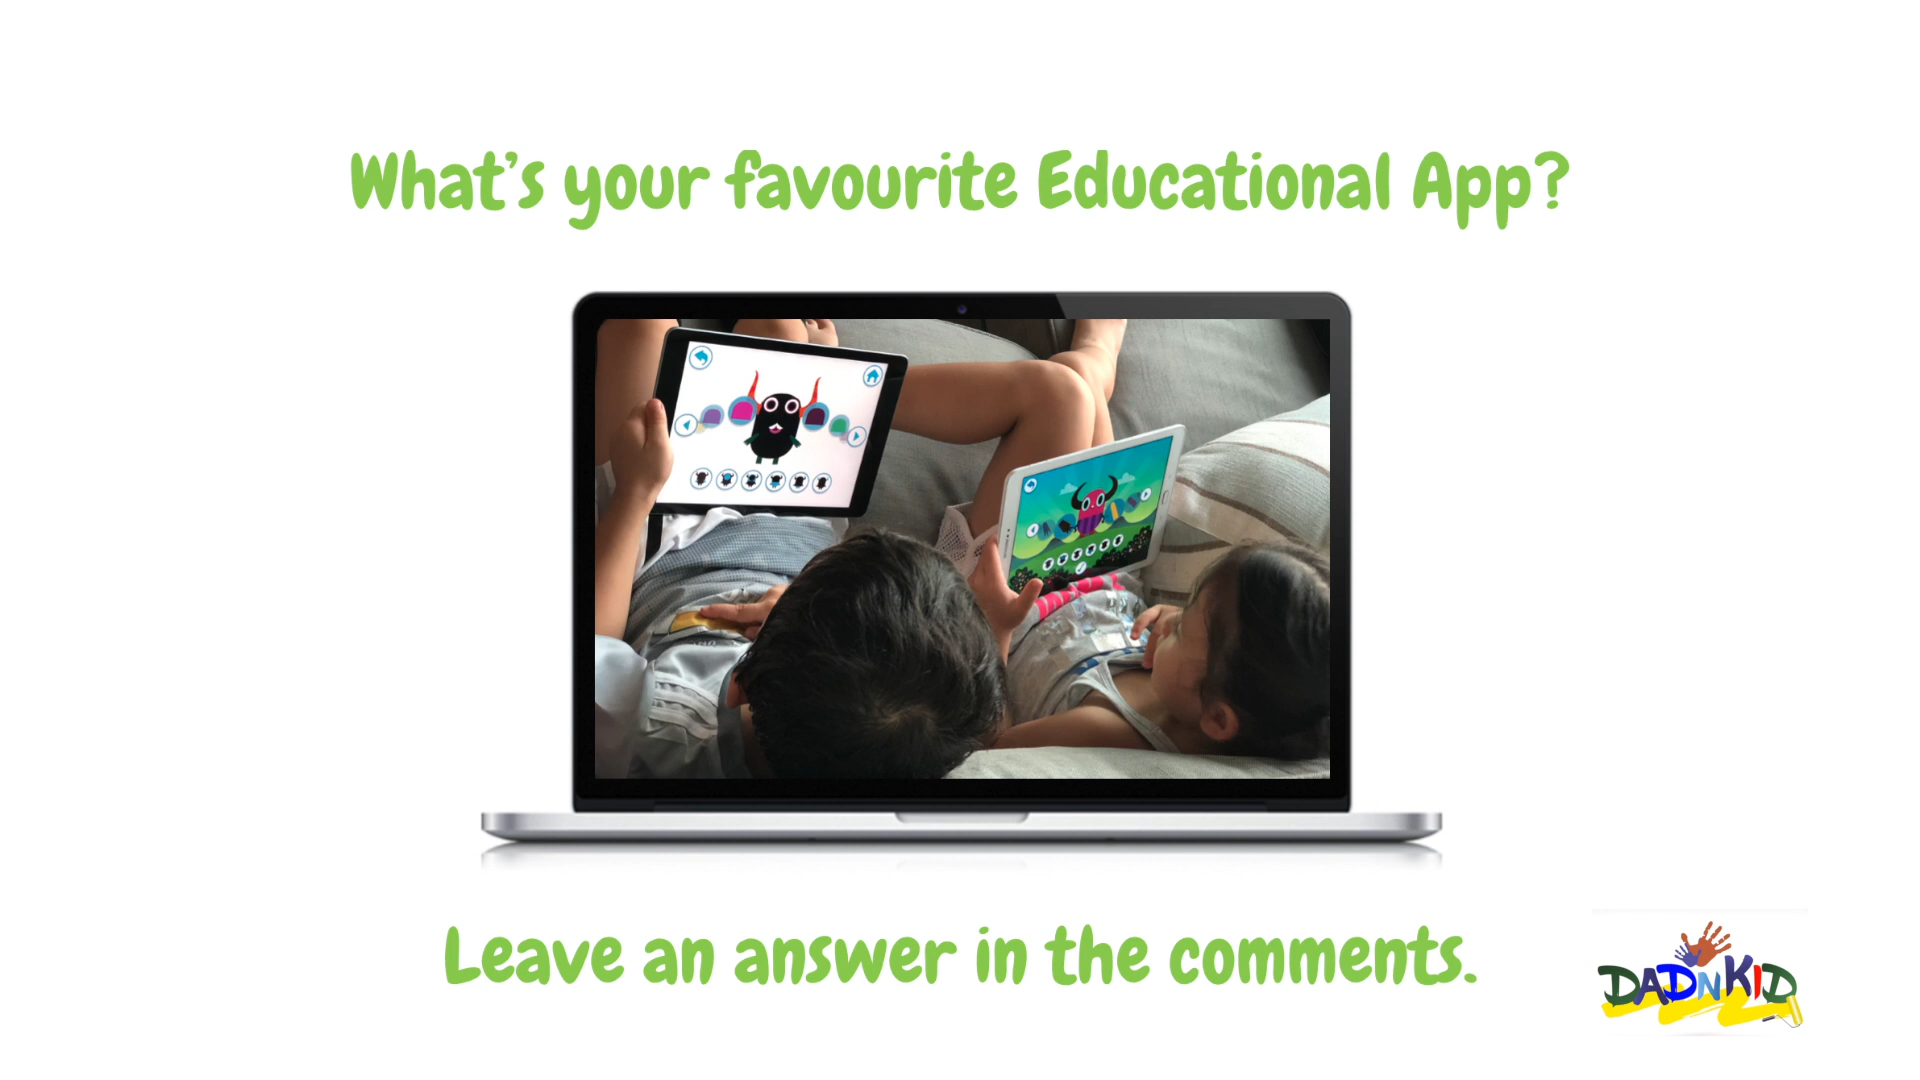 What's your favourite Educational App?
Leave an answer in the comments.
DADNKID